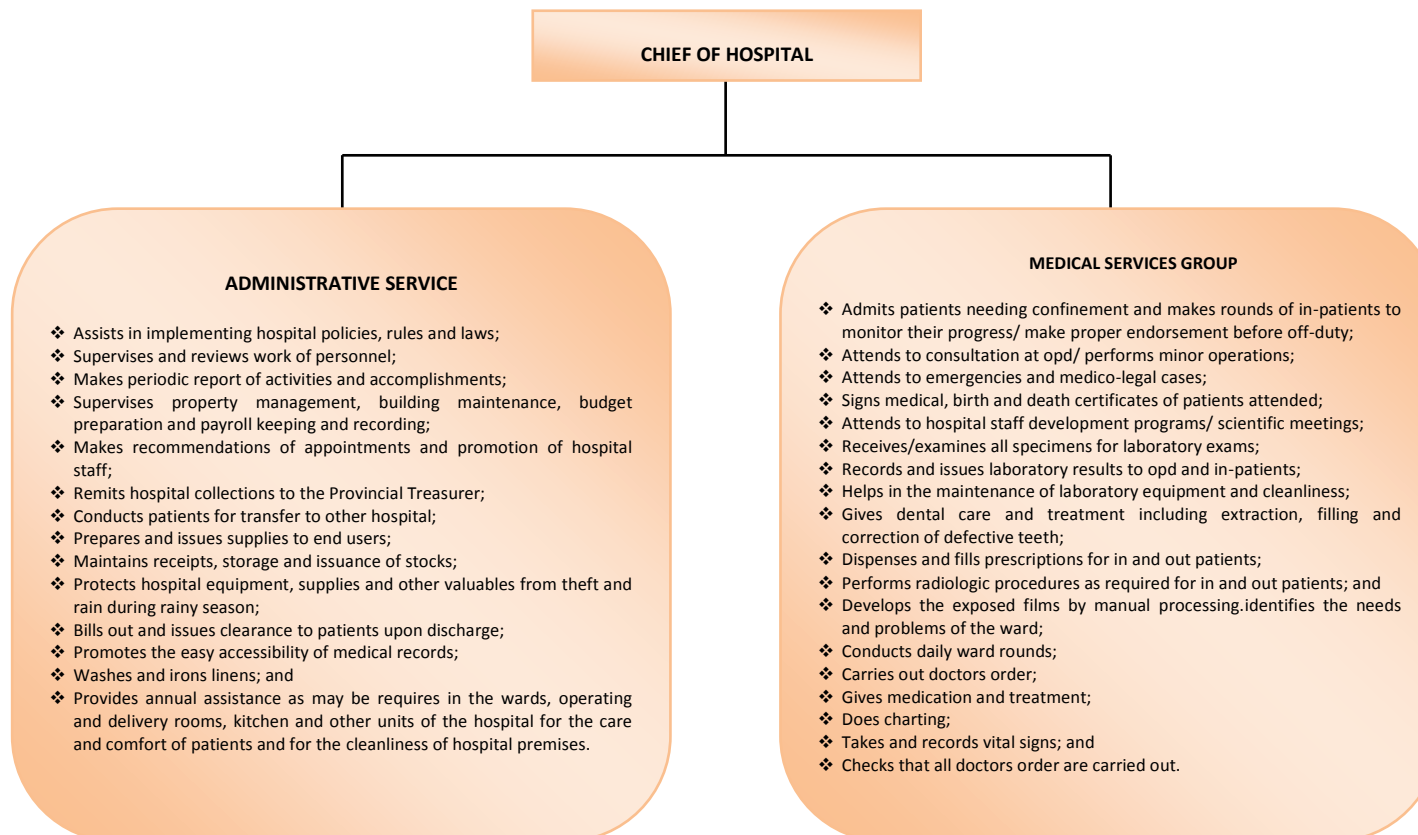 CHIEF OF HOSPITAL
ADMINISTRATIVE SERVICE
❖ Assists in implementing hospital policies, rules and laws;
❖ Supervises and reviews work of personnel;
❖ Makes periodic report of activities and accomplishments;
❖ Supervises property management, building maintenance, budget
preparation and payroll keeping and recording;
❖ Makes recommendations of appointments and promotion of hospital
staff;
❖ Remits hospital collections to the Provincial Treasurer;
❖ Conducts patients for transfer to other hospital;
❖ Prepares and issues supplies to end users;
❖ Maintains receipts, storage and issuance of stocks;
❖ Protects hospital equipment, supplies and other valuables from theft and
rain during rainy season;
❖ Bills out and issues clearance to patients upon discharge;
❖ Promotes the easy accessibility of medical records;
❖ Washes and irons linens; and
❖ Provides annual assistance as may be requires in the wards, operating
and delivery rooms, kitchen and other units of the hospital for the care
and comfort of patients and for the cleanliness of hospital premises.
MEDICAL SERVICES GROUP
❖ Admits patients needing confinement and makes rounds of in-patients to
monitor their progress/ make proper endorsement before off-duty;
❖ Attends to consultation at opd/ performs minor operations;
❖ Attends to emergencies and medico-legal cases;
❖ Signs medical, birth and death certificates of patients attended;
❖ Attends to hospital staff development programs/ scientific meetings;
❖ Receives/examines all specimens for laboratory exams;
❖ Records and issues laboratory results to opd and in-patients;
❖ Helps in the maintenance of laboratory equipment and cleanliness;
❖ Gives dental care and treatment including extraction, filling and
correction of defective teeth;
❖ Dispenses and fills prescriptions for in and out patients;
❖ Performs radiologic procedures as required for in and out patients; and
❖ Develops the exposed films by manual processing.identifies the needs
and problems of the ward;
❖ Conducts daily ward rounds;
❖ Carries out doctors order;
❖ Gives medication and treatment;
❖ Does charting;
❖ Takes and records vital signs; and
❖ Checks that all doctors order are carried out.